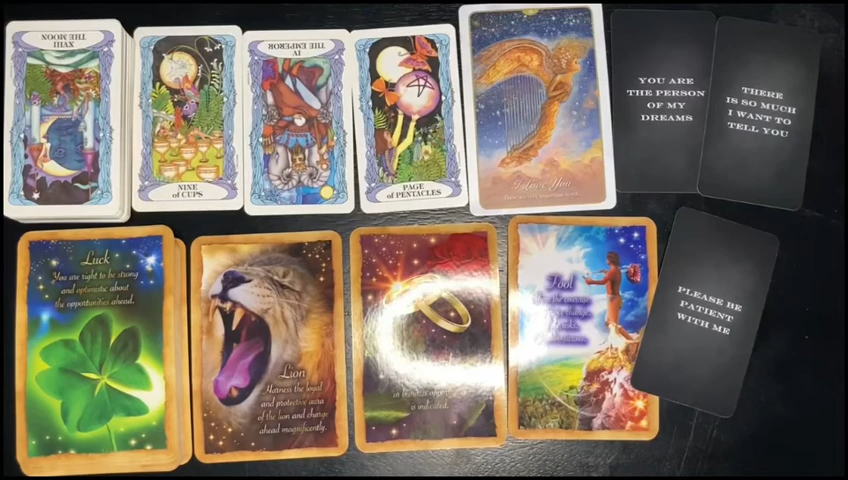 XVIII
THE MOON
NINE
of CUPS
IV
THE EMPEROR
PAGE
of PENTACLES
I Love You
YOU ARE
THE PERSON
OF MY
DREAMS
THERE
IS SO MUCH
I WANT TO
TELL YOU
Luck
You are right to be strong
and optimistic about
the opportunities ahead.
Lion
Harness the loyal
and protective aura
of the lion and charge
ahead magnificently.
is indicated.
Fool
the courage
PLEASE BE
PATIENT
WITH ME